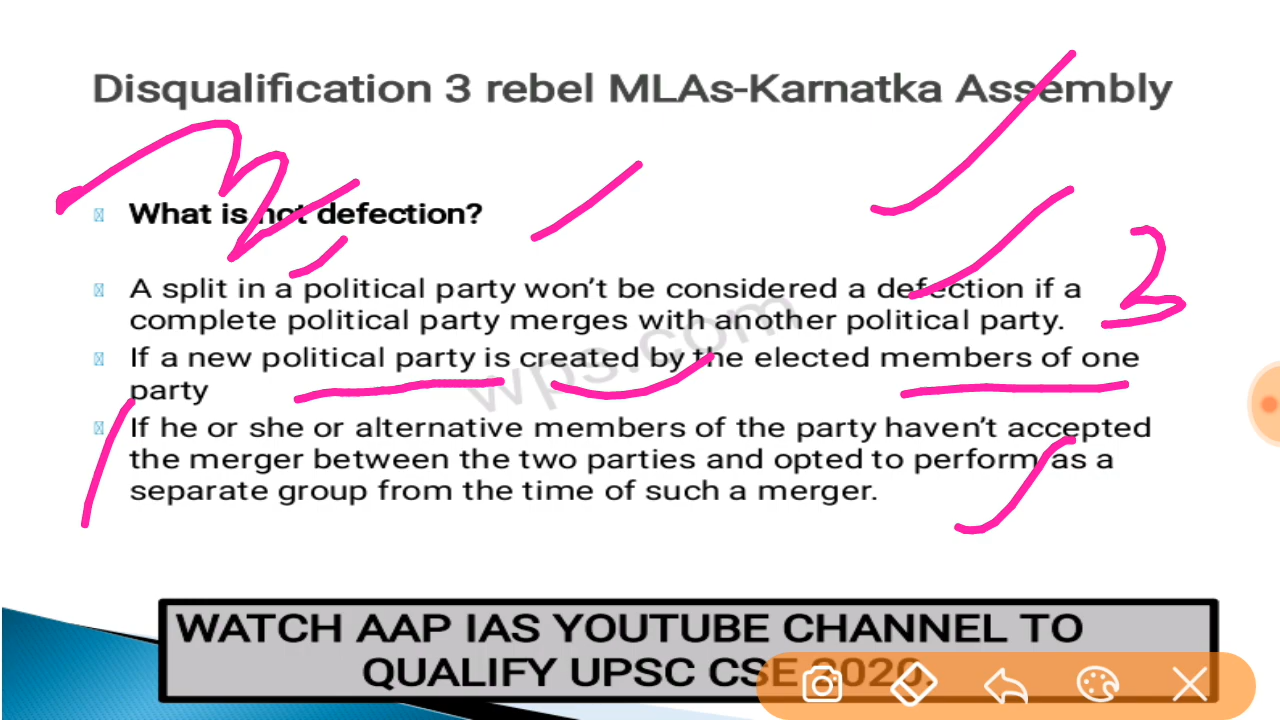 Disqualification 3 rebel MLAs-Karnatka Assembly
What is not defection?
A split in a political party won't be considered a defection if a
complete political party merges with another political party.
If a new political party is created by the elected members of one
party
If he or she or alternative members of the party haven't accepted
the merger between the two parties and opted to perform as a
separate group from the time of such a merger.
wps.com
WATCH AAP IAS YOUTUBE CHANNEL TO
QUALIFY UPSC CSE 2020.